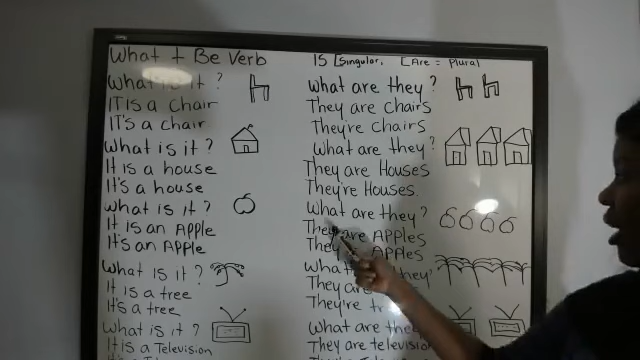 What + Be Verb
What is it ?
IT IS a Chair
IT'S a chair
What is it ?
It is a house
It's a house
What is it ?
It is an Apple
It's an Apple
What is it ?
It is a tree
It's a tree
What is it ?
It is a Television
IS [Singular, [Are = Plural
What are they ?
They are chairs
They're chairs
What are they ?
They are Houses
They're Houses.
What are they ?
They are Apples
Apples
they'
They are
They're
What are
They are television